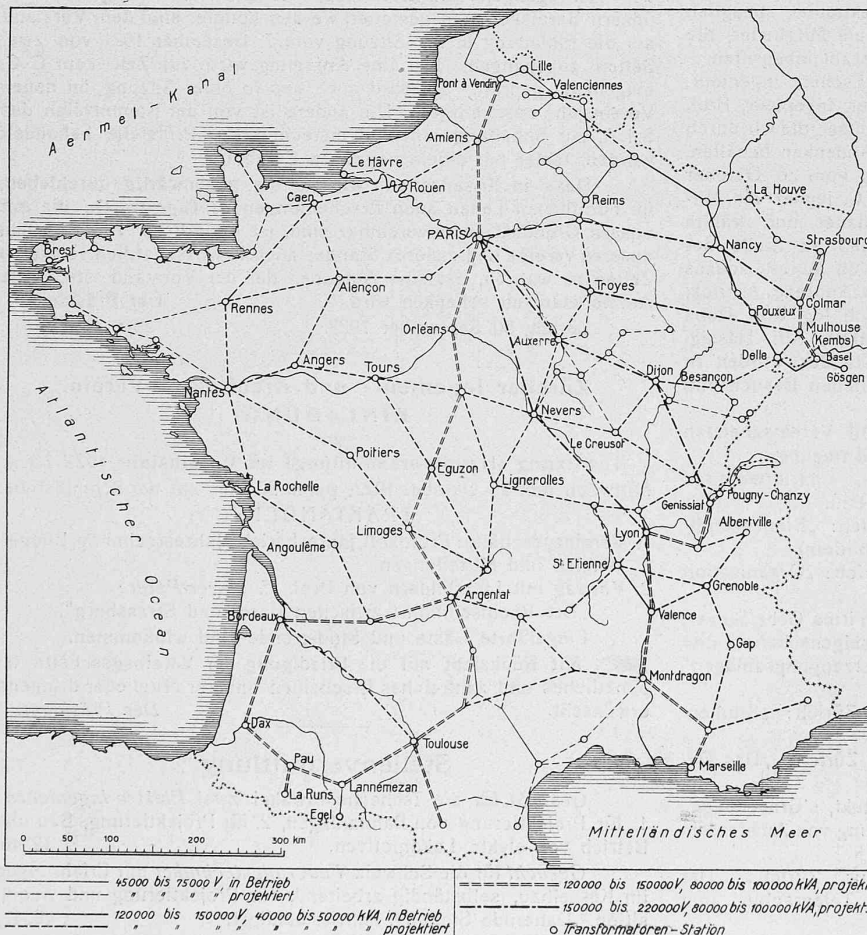 Aermel-Kanal
Lille
Pont à Vendin
Valenciennes
Amiens
Le Hâvre
Rouen
Caen
Reims
La Houve
PARIS
Nancy
Strasbourg
Brest
Alençon
Troyes
Colmar
Rennes
Pouxeux
Mulhouse
(Kembs)
Orléans
Auxerre
Angers
Tours
Dijon
Delle
Basel
Besançon
Gösgen
Nantes
Nevers
Le Creusot
Atlantischer Ocean
Poitiers
Eguzon
Lignerolles
La Rochelle
Pougny-Chanzy
Genissiat
Albertville
Limoges
Lyon
Angoulême
St Etienne
Grenoble
Argentat
Bordeaux
Valence
Gap
Montdragon
Dax
Toulouse
Marseille
Pau
La Runs
Lannemezan
Egel
Mittelländisches Meer
0 50 100 200 300 km
45000 bis 75000 V, in Betrieb
" " " projektiert
120000 bis 150000 V, 40000 bis 50000 kVA, in Betrieb
" " " " " " projektiert
120000 bis 150000V, 80000 bis 100000 kVA, projekt
150000 bis 200000V, 80000 bis 100000 kVA, projekt.
Transformatoren-Station